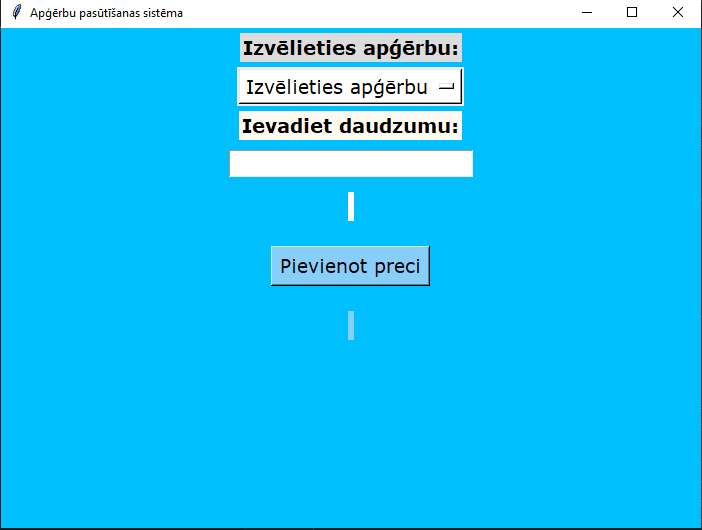 Apģērbu pasūtīšanas sistēma
Izvēlieties apģērbu:
Izvēlieties apģērbu
Ievadiet daudzumu:
Pievienot preci